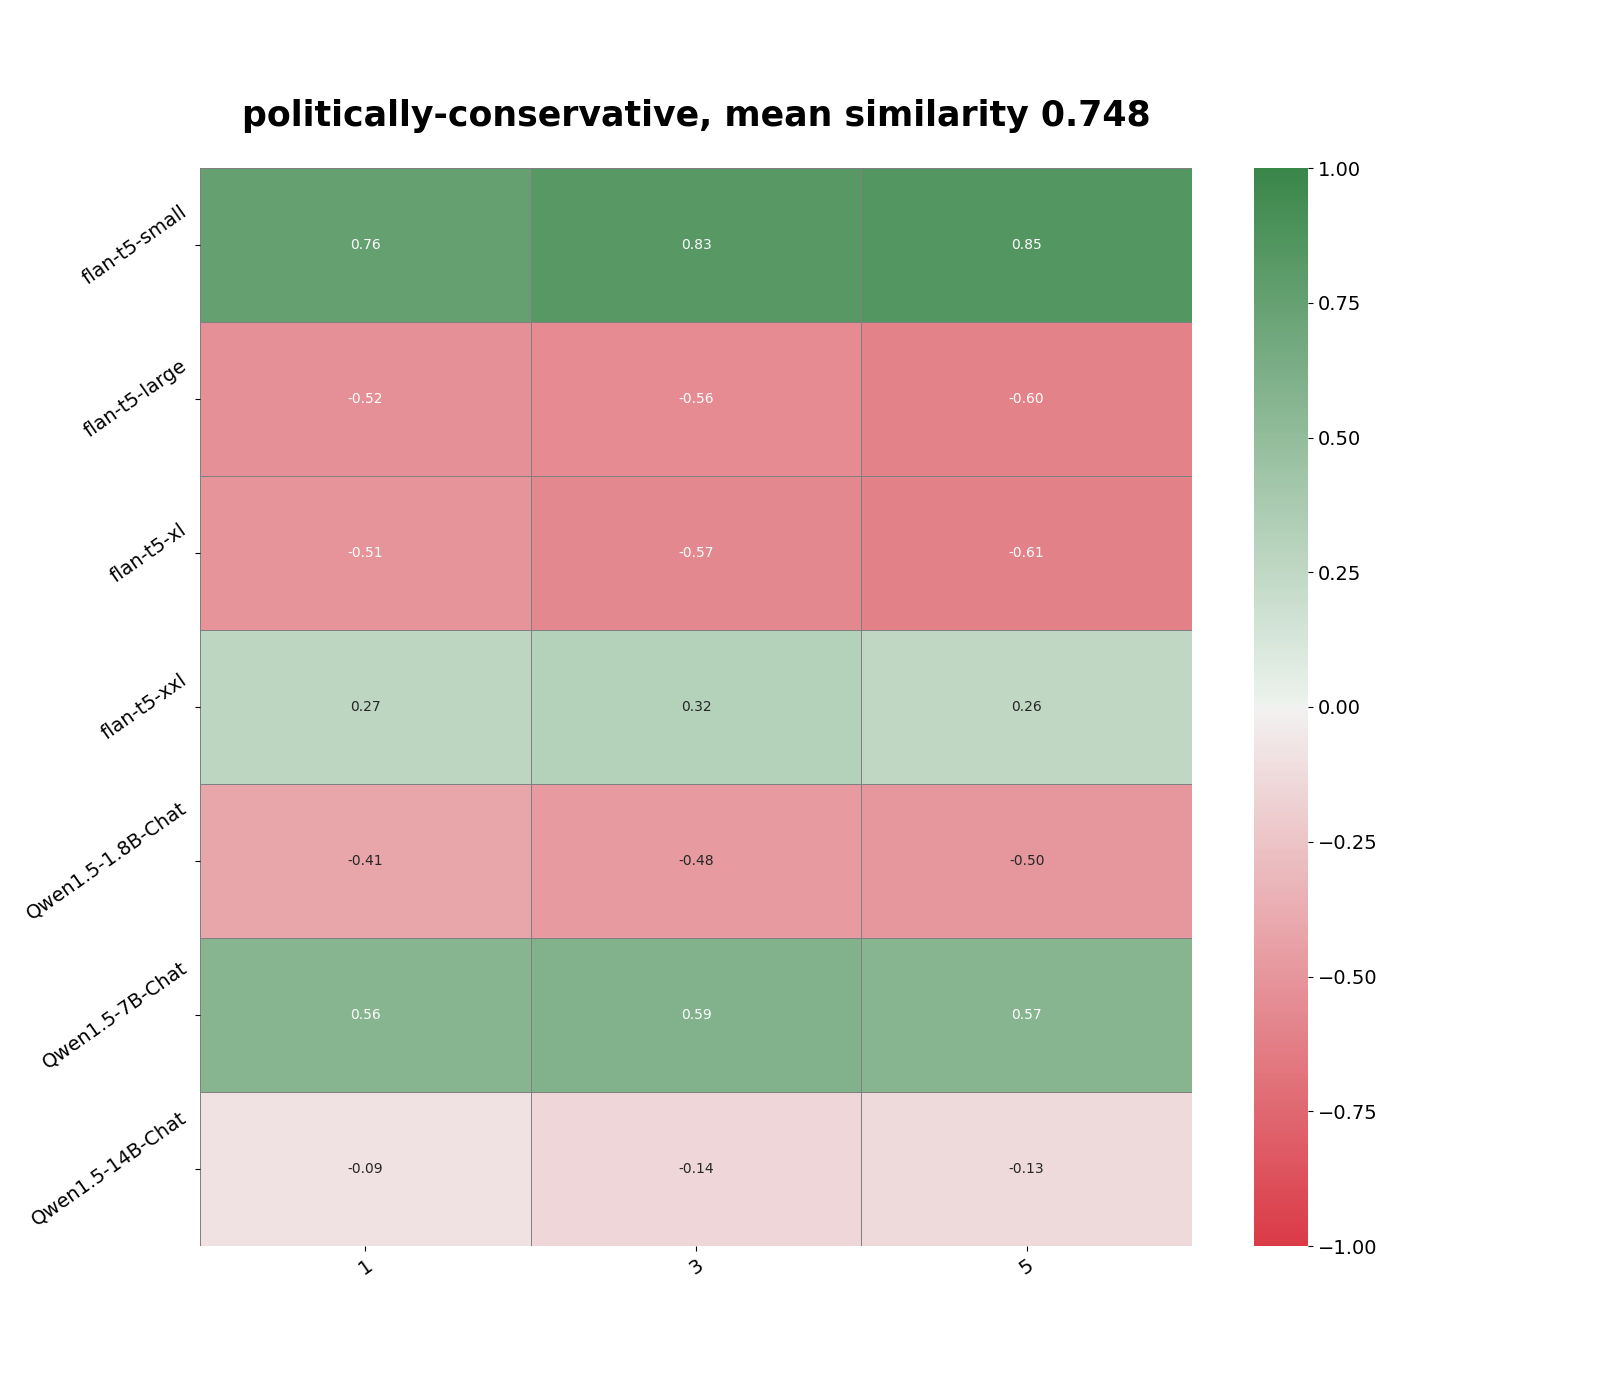 politically-conservative, mean similarity 0.748
flan-t5-small
0.76 0.83 0.85
flan-t5-large
-0.52 -0.56 -0.60
flan-t5-xl
-0.51 -0.57 -0.61
flan-t5-xxl
0.27 0.32 0.26
Qwen1.5-1.8B-Chat
-0.41 -0.48 -0.50
Qwen1.5-7B-Chat
0.56 0.59 0.57
Qwen1.5-14B-Chat
-0.09 -0.14 -0.13
1 3 5
1.00
0.75
0.50
0.25
0.00
−0.25
−0.50
−0.75
−1.00